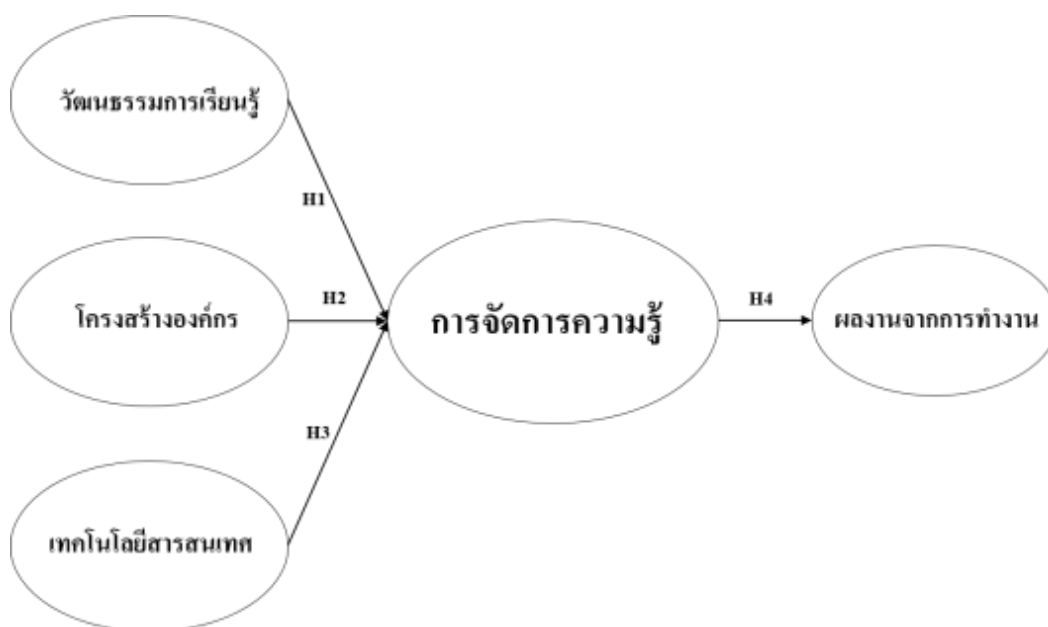 วัฒนธรรมการเรียนรู้
H1
โครงสร้างองค์กร
H2
การจัดการความรู้
H4
ผลงานจากการทำงาน
H3
เทคโนโลยีสารสนเทศ